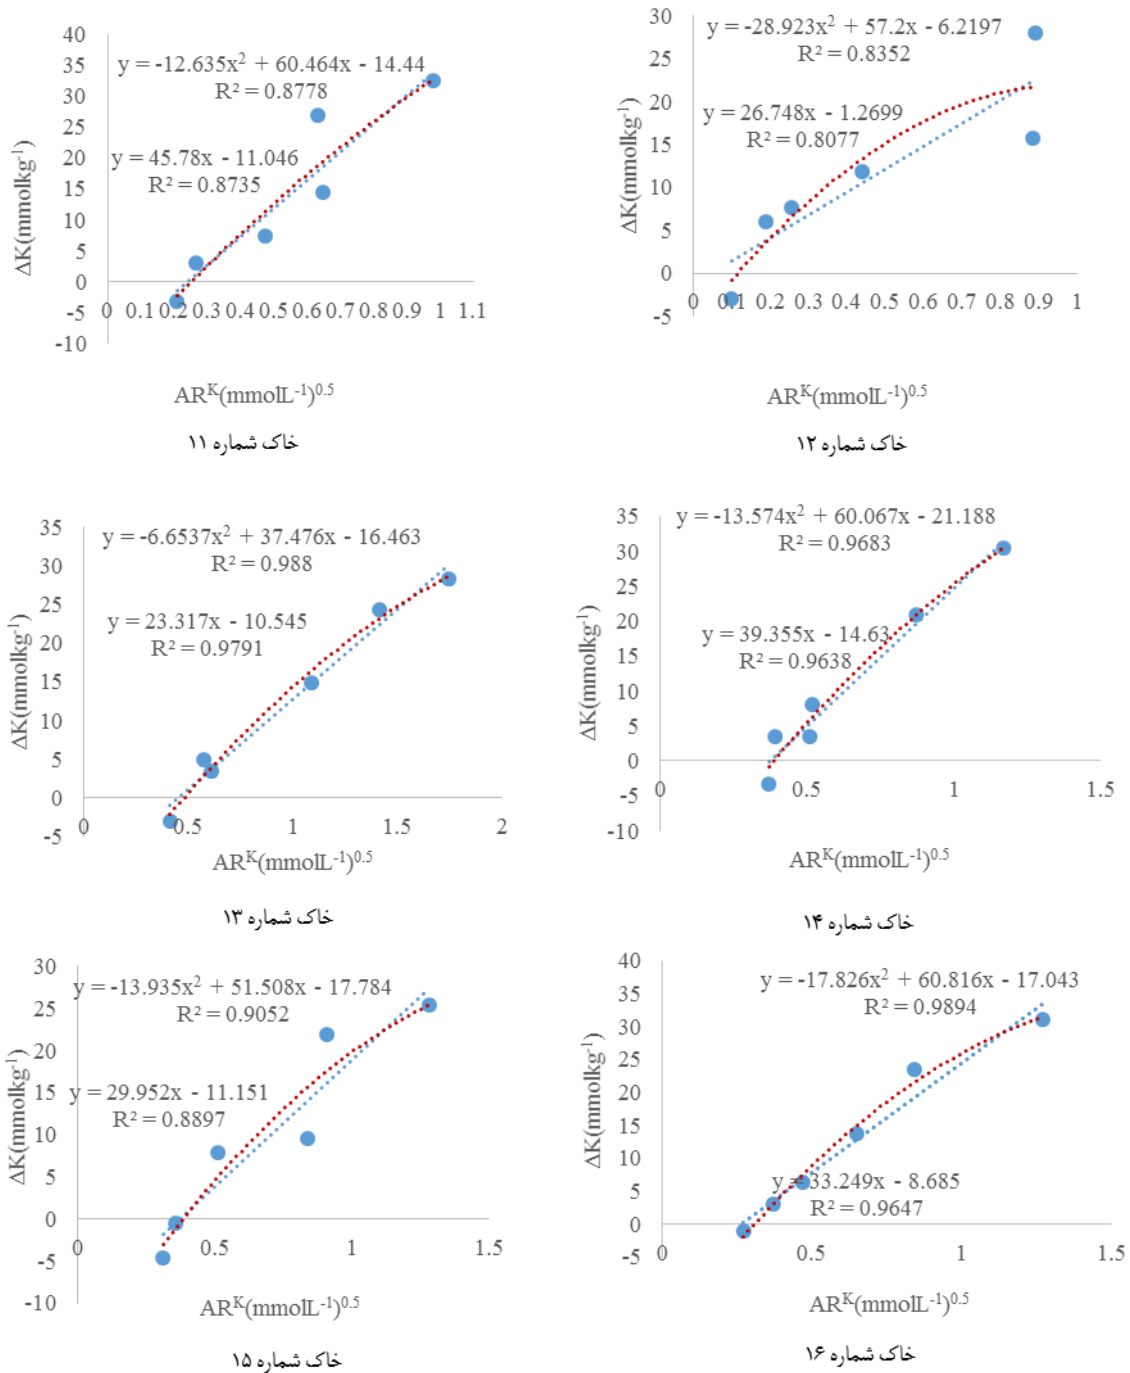 y = -12.635x² + 60.464x - 14.44
R² = 0.8778
y = 45.78x - 11.046
R² = 0.8735
40
35
30
25
20
15
10
5
0
-5
-10
0 0.1 0.2 0.3 0.4 0.5 0.6 0.7 0.8 0.9 1 1.1
ΔK(mmolkg⁻¹)
ARᴷ(mmolL⁻¹)⁰·⁵
خاک شماره ۱۱
y = -28.923x² + 57.2x - 6.2197
R² = 0.8352
y = 26.748x - 1.2699
R² = 0.8077
30
25
20
15
10
5
0
-5
0 0.1 0.2 0.3 0.4 0.5 0.6 0.7 0.8 0.9 1
ΔK(mmolkg⁻¹)
ARᴷ(mmolL⁻¹)⁰·⁵
خاک شماره ۱۲
y = -6.6537x² + 37.476x - 16.463
R² = 0.988
y = 23.317x - 10.545
R² = 0.9791
35
30
25
20
15
10
5
0
-5
0 0.5 1 1.5 2
ΔK(mmolkg⁻¹)
ARᴷ(mmolL⁻¹)⁰·⁵
خاک شماره ۱۳
y = -13.574x² + 60.067x - 21.188
R² = 0.9683
y = 39.355x - 14.63
R² = 0.9638
35
30
25
20
15
10
5
0
-5
-10
0 0.5 1 1.5
ΔK(mmolkg⁻¹)
ARᴷ(mmolL⁻¹)⁰·⁵
خاک شماره ۱۴
y = -13.935x² + 51.508x - 17.784
R² = 0.9052
y = 29.952x - 11.151
R² = 0.8897
30
25
20
15
10
5
0
-5
-10
0 0.5 1 1.5
ΔK(mmolkg⁻¹)
ARᴷ(mmolL⁻¹)⁰·⁵
خاک شماره ۱۵
y = -17.826x² + 60.816x - 17.043
R² = 0.9894
y = 33.249x - 8.685
R² = 0.9647
40
35
30
25
20
15
10
5
0
-5
0 0.5 1 1.5
ΔK(mmolkg⁻¹)
ARᴷ(mmolL⁻¹)⁰·⁵
خاک شماره ۱۶